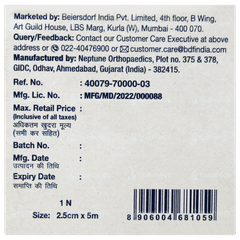 Marketed by: Beiersdorf India Pvt. Limited, 4th floor, B Wing,
Art Guild House, LBS Marg, Kurla (W), Mumbai - 400 070.
Query/Feedback: Contact our Customer Care Executive at above
address or ☎ 022-40476900 or ✉ customer.care@bdfindia.com
Manufactured by: Neptune Orthopaedics, Plot no. 375 & 378,
GIDC, Odhav, Ahmedabad, Gujarat (India) - 382415.
Ref. No. : 40079-70000-03
Mfg. Lic. No. : MFG/MD/2022/000088
Max. Retail Price :
(Inclusive of all taxes)
अधिकतम खुदरा मूल्य
(सभी कर सहित)
Batch No. :
Mfg. Date :
उत्पादन की तिथि
Expiry Date :
समाप्ति की तिथि
1 N
Size: 2.5cm x 5m
8 906004 681059